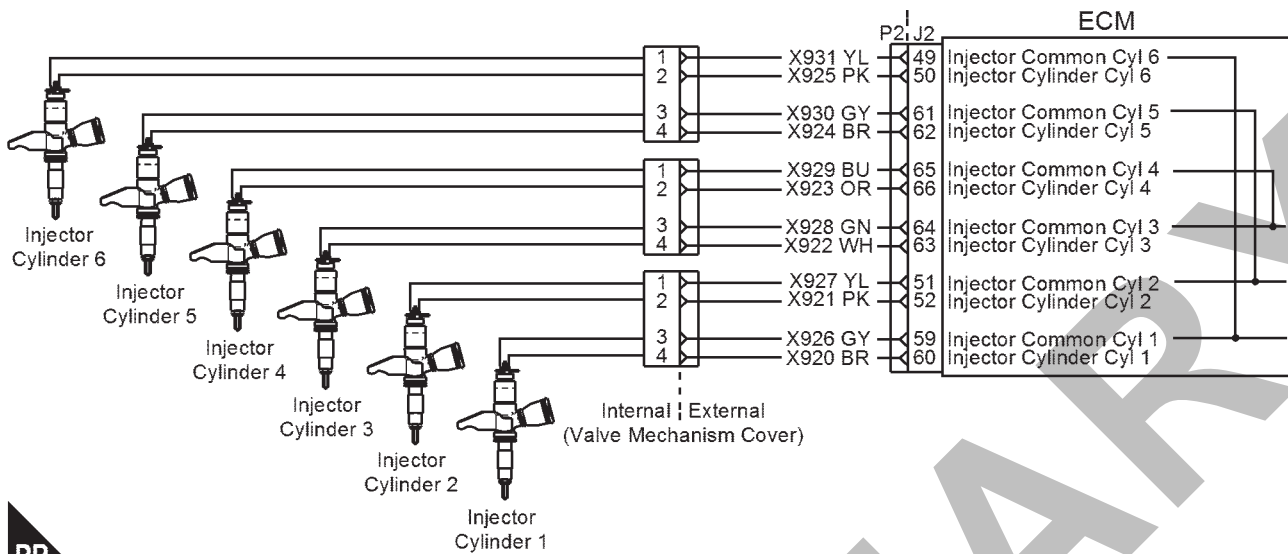 ECM
P2 J2
1 X931 YL 49 Injector Common Cyl 6
2 X925 PK 50 Injector Cylinder Cyl 6
3 X930 GY 61 Injector Common Cyl 5
4 X924 BR 62 Injector Cylinder Cyl 5
1 X929 BU 65 Injector Common Cyl 4
2 X923 OR 66 Injector Cylinder Cyl 4
3 X928 GN 64 Injector Common Cyl 3
4 X922 WH 63 Injector Cylinder Cyl 3
1 X927 YL 51 Injector Common Cyl 2
2 X921 PK 52 Injector Cylinder Cyl 2
3 X926 GY 59 Injector Common Cyl 1
4 X920 BR 60 Injector Cylinder Cyl 1
Injector
Cylinder 6
Injector
Cylinder 5
Injector
Cylinder 4
Injector
Cylinder 3
Injector
Cylinder 2
Injector
Cylinder 1
Internal External
(Valve Mechanism Cover)